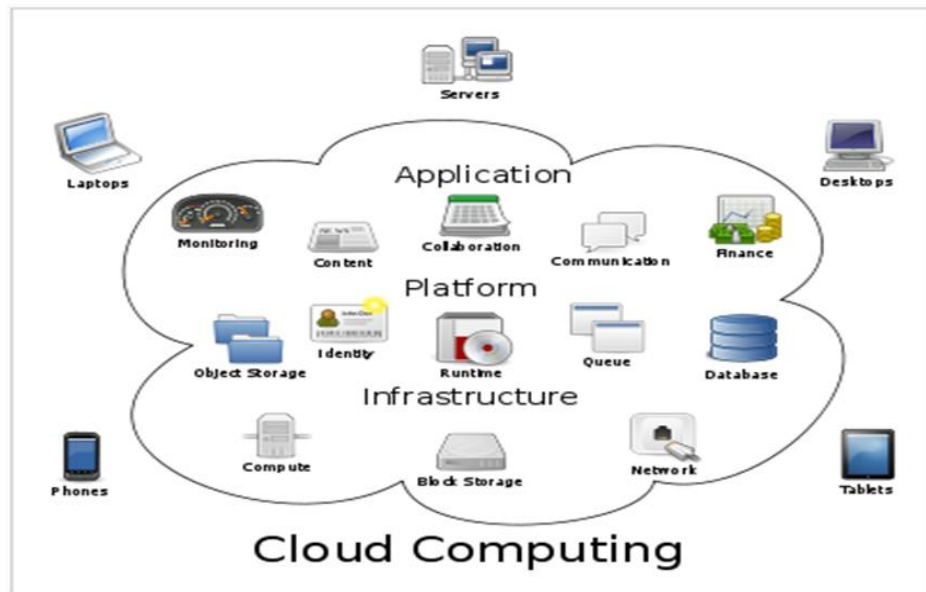 Servers
Laptops
Desktops
Application
Monitoring
Content
Collaboration
Communication
Finance
Platform
Object Storage
Identity
Runtime
Queue
Database
Infrastructure
Compute
Block Storage
Network
Phones
Tablets
Cloud Computing